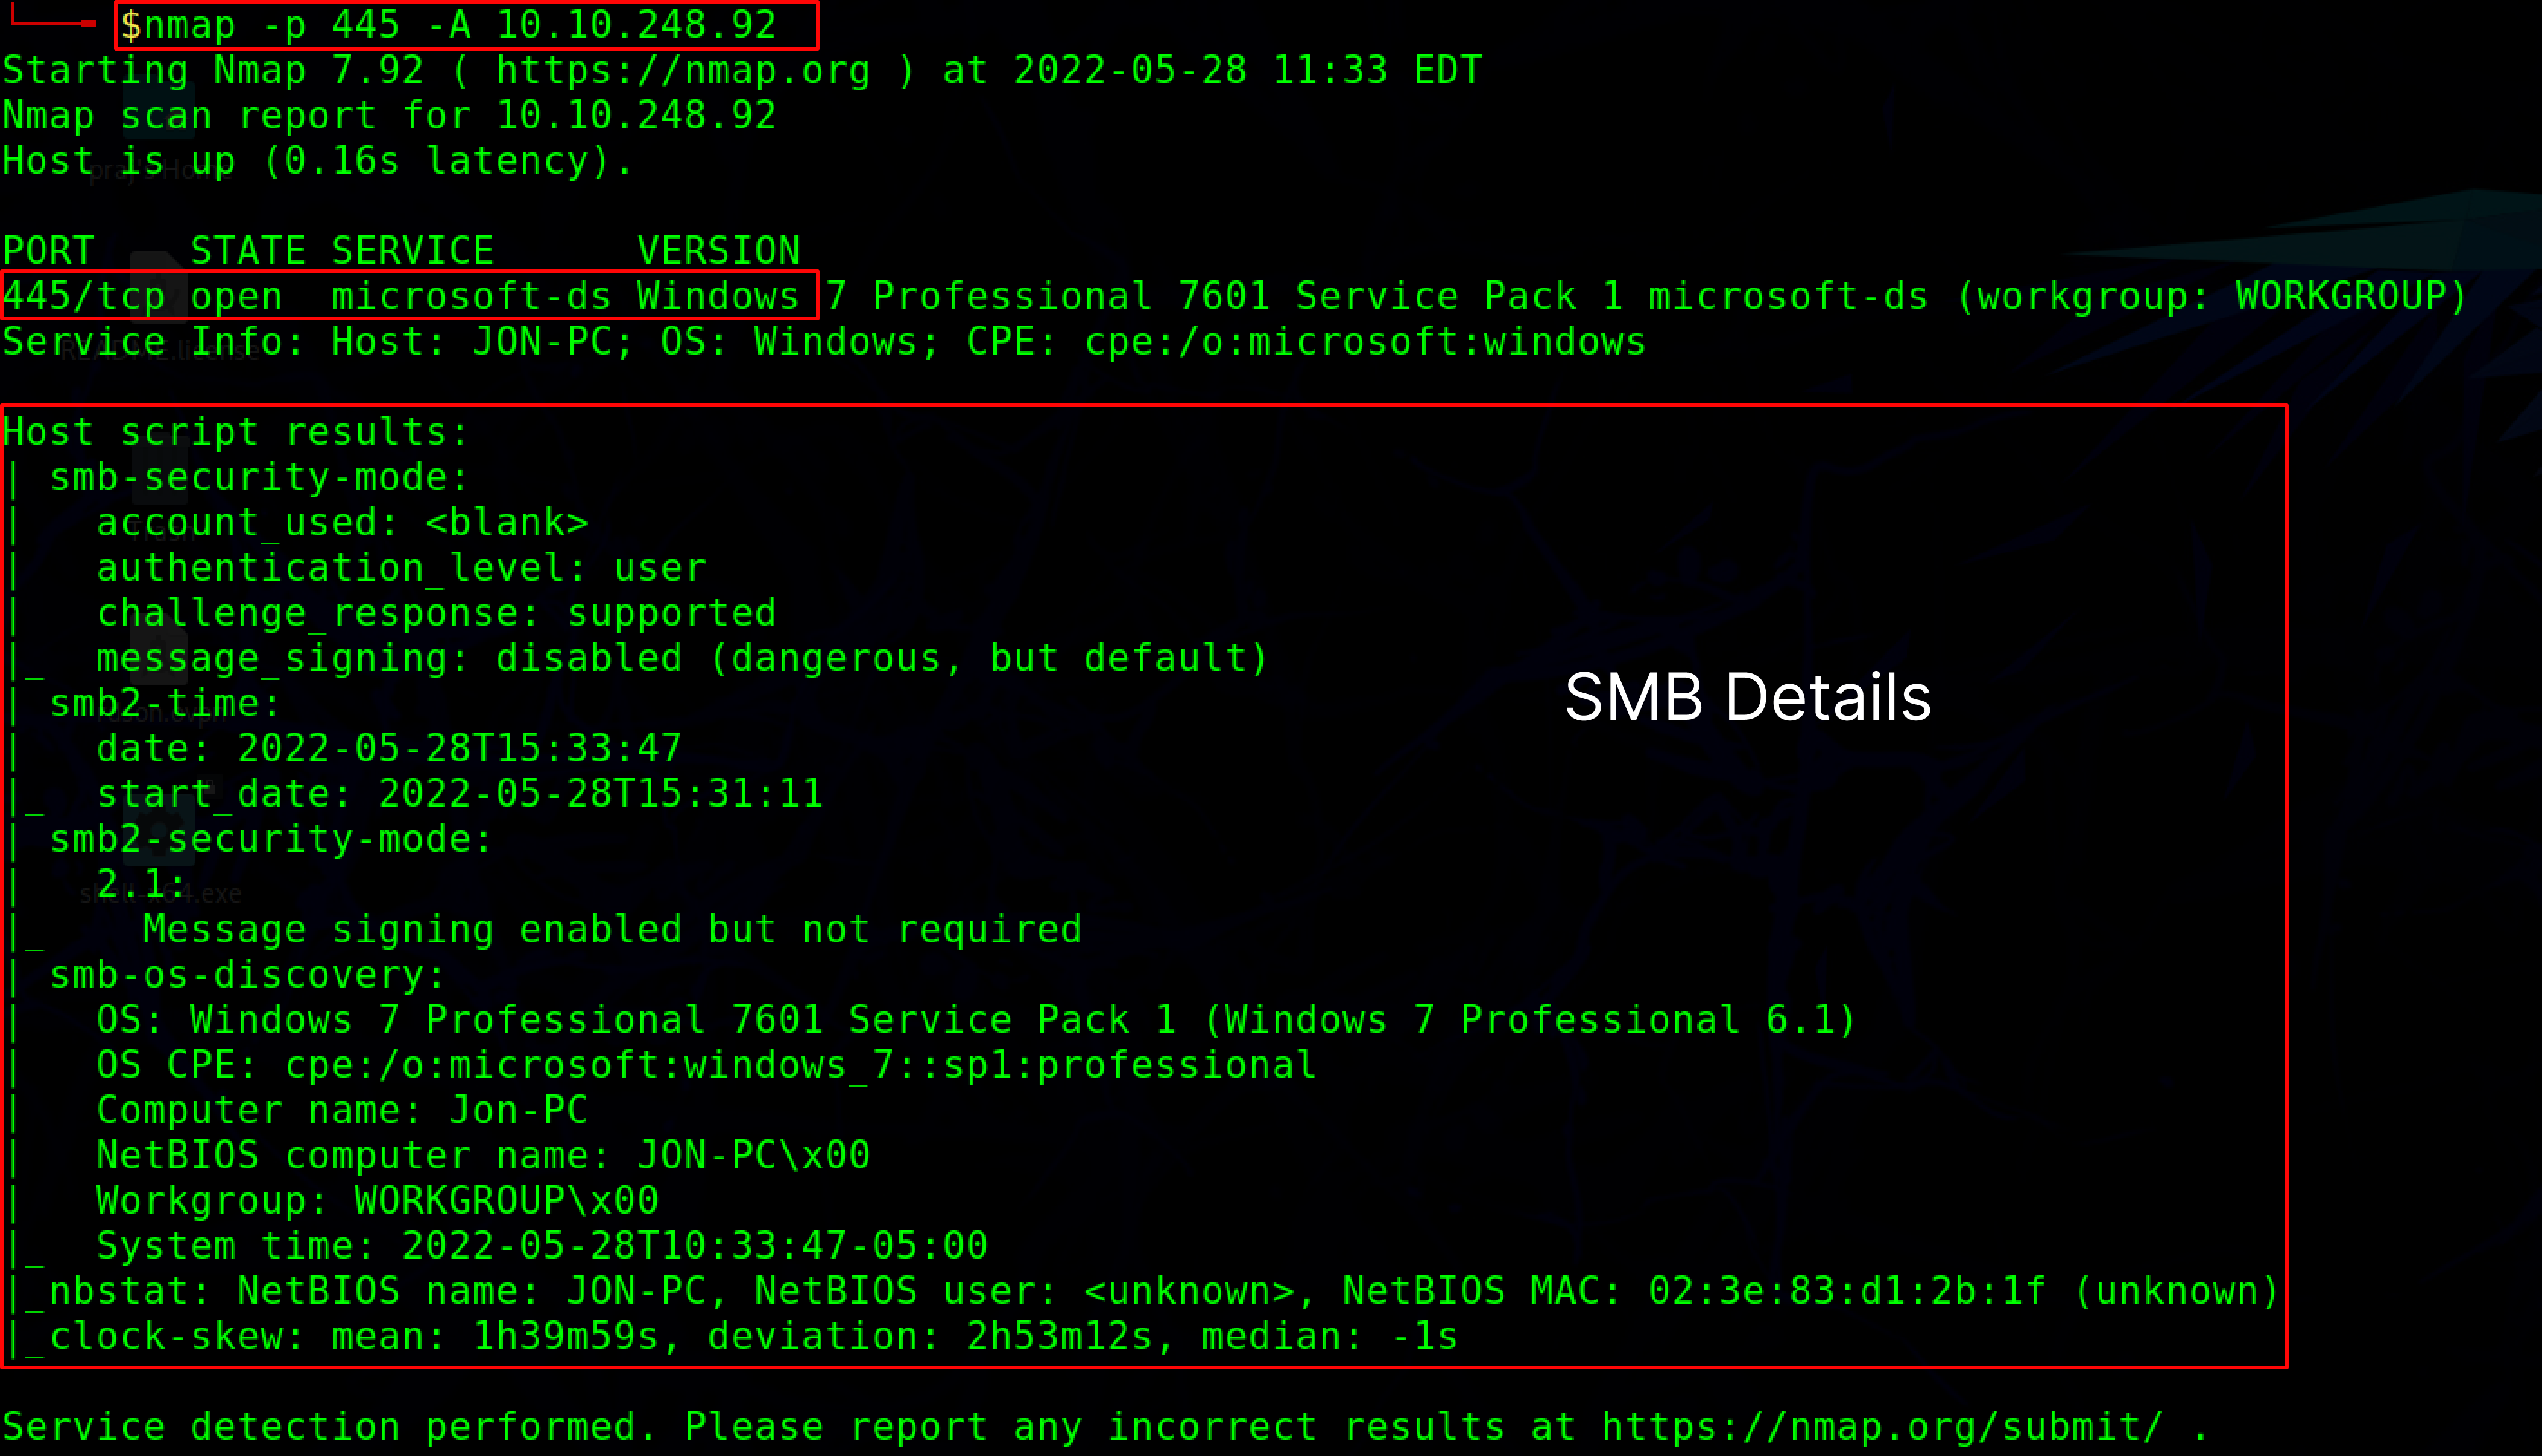 $nmap -p 445 -A 10.10.248.92
Starting Nmap 7.92 ( https://nmap.org ) at 2022-05-28 11:33 EDT
Nmap scan report for 10.10.248.92
Host is up (0.16s latency).
PORT    STATE SERVICE      VERSION
445/tcp open  microsoft-ds Windows 7 Professional 7601 Service Pack 1 microsoft-ds (workgroup: WORKGROUP)
Service Info: Host: JON-PC; OS: Windows; CPE: cpe:/o:microsoft:windows
Host script results:
| smb-security-mode:
|   account_used: <blank>
|   authentication_level: user
|   challenge_response: supported
|_  message_signing: disabled (dangerous, but default)
SMB Details
| smb2-time:
|   date: 2022-05-28T15:33:47
|_  start_date: 2022-05-28T15:31:11
| smb2-security-mode:
|   2.1:
|_    Message signing enabled but not required
| smb-os-discovery:
|   OS: Windows 7 Professional 7601 Service Pack 1 (Windows 7 Professional 6.1)
|   OS CPE: cpe:/o:microsoft:windows_7::sp1:professional
|   Computer name: Jon-PC
|   NetBIOS computer name: JON-PC\x00
|   Workgroup: WORKGROUP\x00
|_  System time: 2022-05-28T10:33:47-05:00
|_nbstat: NetBIOS name: JON-PC, NetBIOS user: <unknown>, NetBIOS MAC: 02:3e:83:d1:2b:1f (unknown)
|_clock-skew: mean: 1h39m59s, deviation: 2h53m12s, median: -1s
Service detection performed. Please report any incorrect results at https://nmap.org/submit/ .